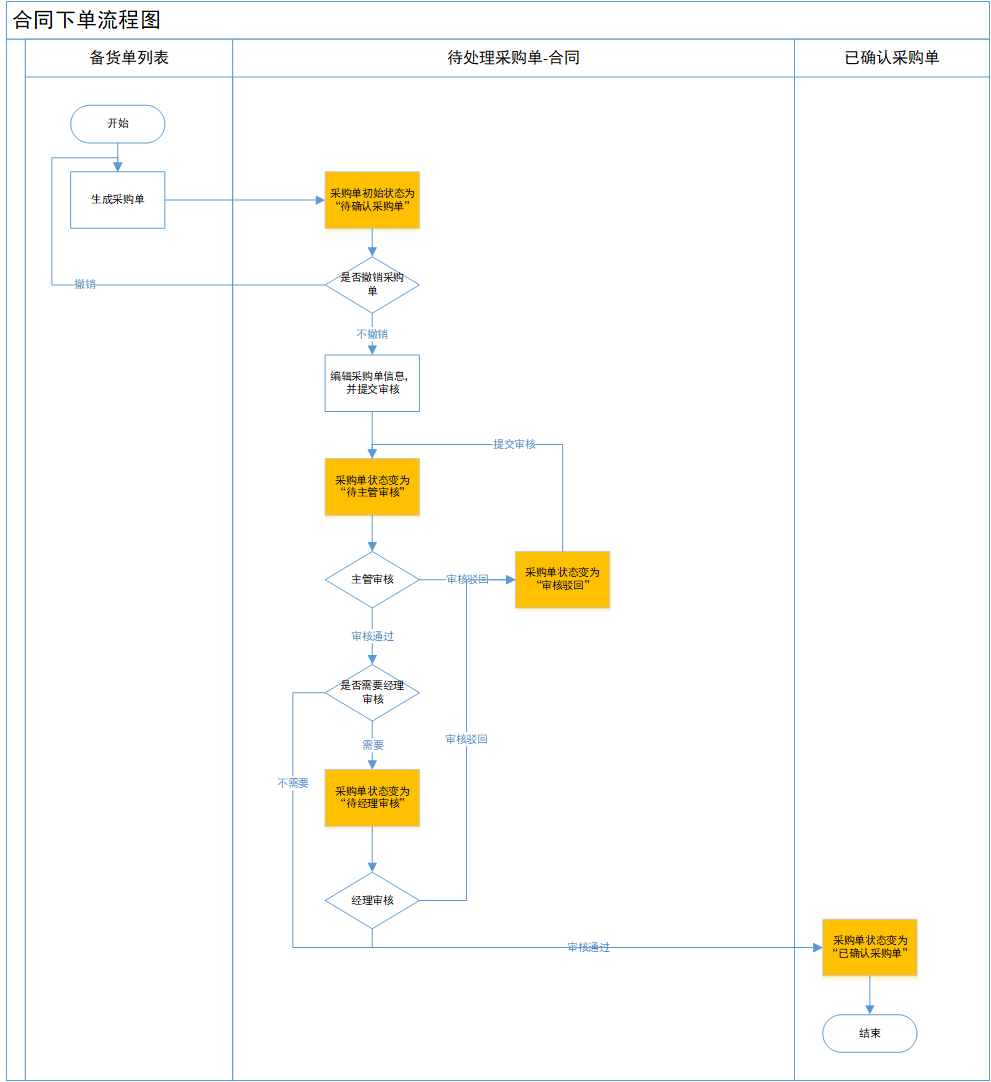 合同下单流程图
备货单列表
待处理采购单-合同
已确认采购单
开始
生成采购单
采购单初始状态为
“待确认采购单”
是否撤销采购
单
撤销
不撤销
编辑采购单信息,
并提交审核
提交审核
采购单状态变为
“待主管审核”
主管审核
审核驳回
采购单状态变为
“审核驳回”
审核通过
是否需要经理
审核
需要
审核驳回
不需要
采购单状态变为
“待经理审核”
经理审核
审核通过
采购单状态变为
“已确认采购单”
结束